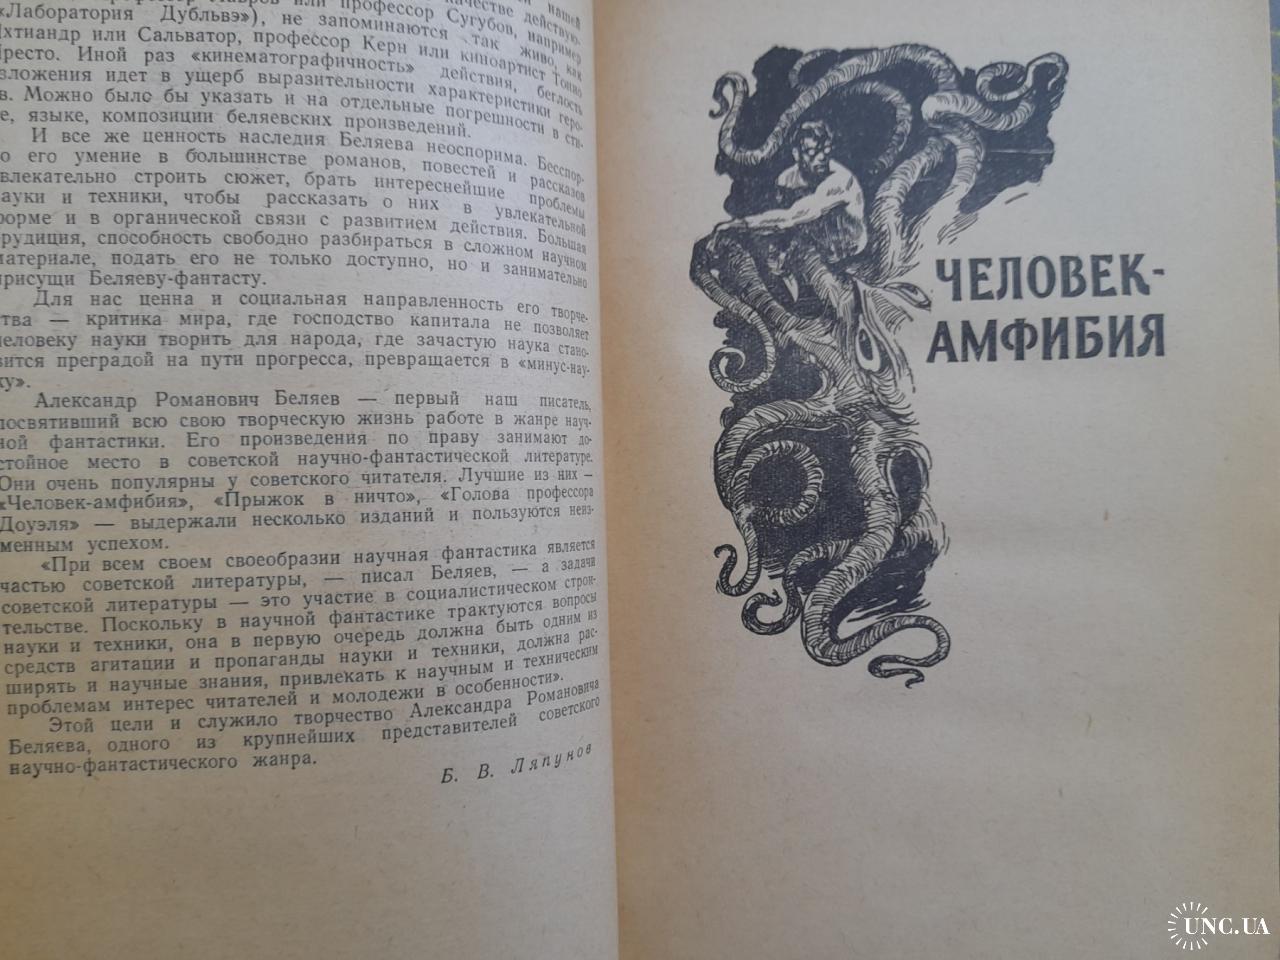 качестве действую-
«Лаборатория Дубльвэ»), не запоминаются так живо, как
Ихтиандр или Сальватор, профессор Керн или киноартист Тонио
Престо. Иной раз «кинематографичность» действия, беглость
изложения идет в ущерб выразительности характеристики геро-
в. Можно было бы указать и на отдельные погрешности в сти-
е, языке, композиции беляевских произведений.
И все же ценность наследия Беляева неоспорима. Бесспор-
о его умение в большинстве романов, повестей и рассказов
влекательно строить сюжет, брать интереснейшие проблемы
ауки и техники, чтобы рассказать о них в увлекательной
орме и в органической связи с развитием действия. Большая
рудиция, способность свободно разбираться в сложном научном
материале, подать его не только доступно, но и занимательно
присущи Беляеву-фантасту.
Для нас ценна и социальная направленность его творче-
ства — критика мира, где господство капитала не позволяет
человеку науки творить для народа, где зачастую наука стано-
вится преградой на пути прогресса, превращается в «минус-нау-
ку».
Александр Романович Беляев — первый наш писатель,
посвятивший всю свою творческую жизнь работе в жанре науч-
ной фантастики. Его произведения по праву занимают до-
стойное место в советской научно-фантастической литературе.
Они очень популярны у советского читателя. Лучшие из них —
«Человек-амфибия», «Прыжок в ничто», «Голова профессора
Доуэля» — выдержали несколько изданий и пользуются неиз-
менным успехом.
«При всем своем своеобразии научная фантастика является
частью советской литературы, — писал Беляев, — а задачи
советской литературы — это участие в социалистическом строи-
тельстве. Поскольку в научной фантастике трактуются вопросы
науки и техники, она в первую очередь должна быть одним из
средств агитации и пропаганды науки и техники, должна рас-
ширять и научные знания, привлекать к научным и техническим
проблемам интерес читателей и молодежи в особенности».
Этой цели и служило творчество Александра Романовича
Беляева, одного из крупнейших представителей советского
научно-фантастического жанра.
Б. В. Ляпунов
ЧЕЛОВЕК-
АМФИБИЯ
UNC.UA